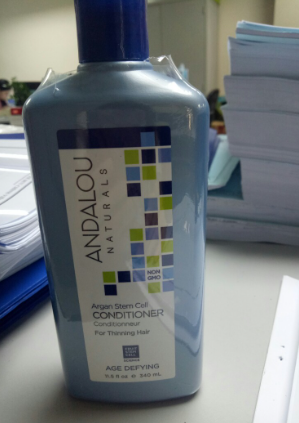 ANDALOU
NATURALS
NON
GMO
Argan Stem Cell
CONDITIONER
Conditionneur
For Thinning Hair
AGE DEFYING
11.5 fl oz e 340 mL